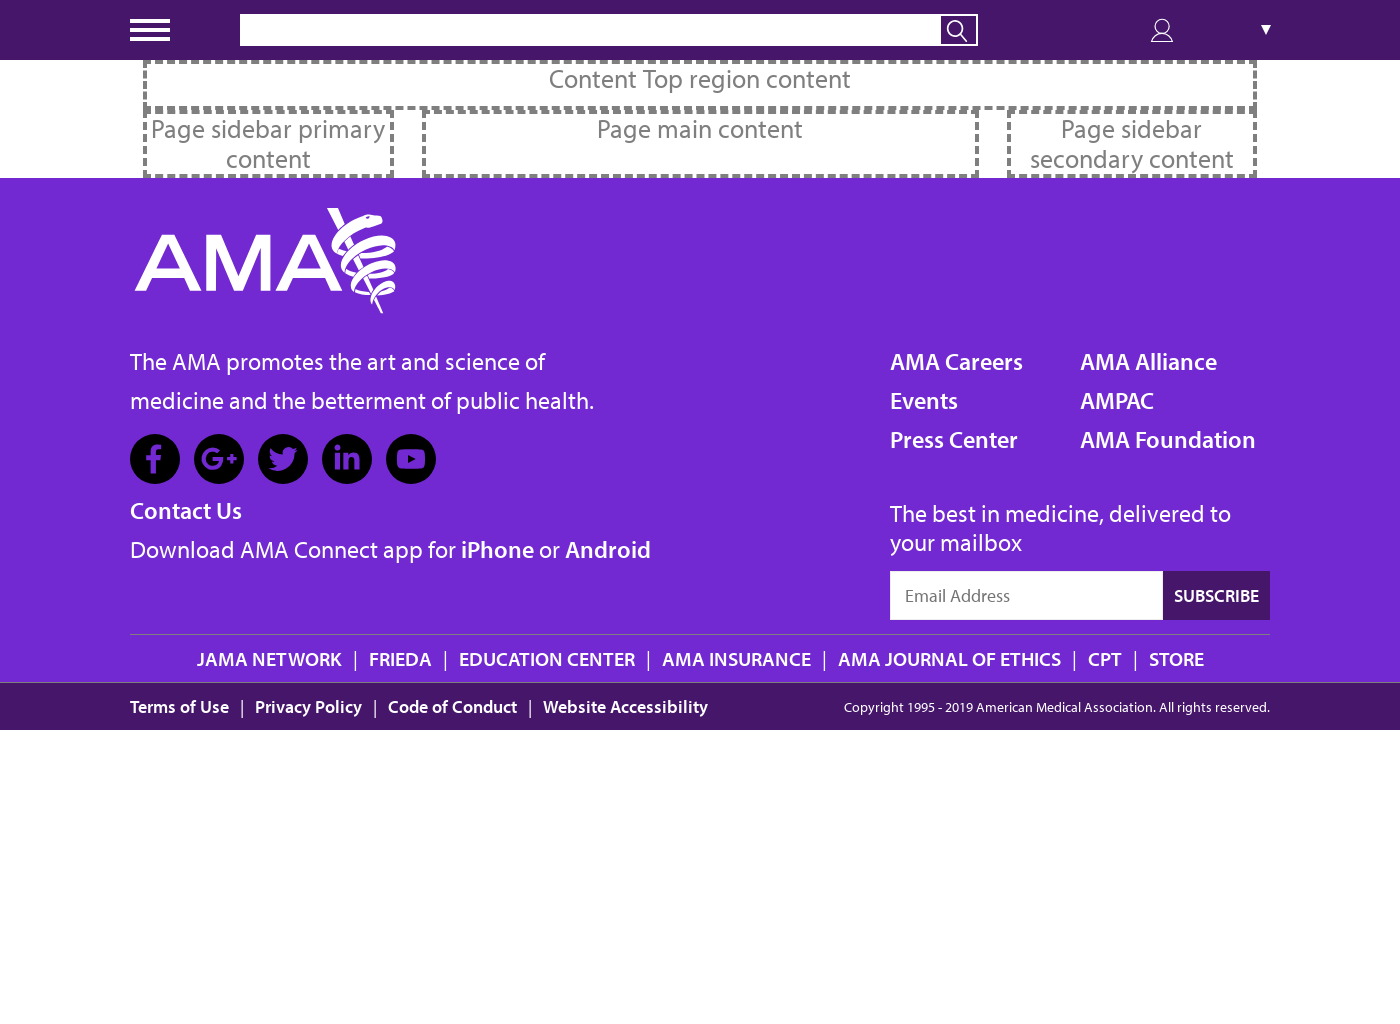 Content Top region content
Page sidebar primary
content
Page main content
Page sidebar
secondary content
AMA
The AMA promotes the art and science of
medicine and the betterment of public health.
Contact Us
Download AMA Connect app for iPhone or Android
AMA Careers
Events
Press Center
AMA Alliance
AMPAC
AMA Foundation
The best in medicine, delivered to
your mailbox
Email Address
SUBSCRIBE
JAMA NETWORK | FRIEDA | EDUCATION CENTER | AMA INSURANCE | AMA JOURNAL OF ETHICS | CPT | STORE
Terms of Use | Privacy Policy | Code of Conduct | Website Accessibility
Copyright 1995 - 2019 American Medical Association. All rights reserved.